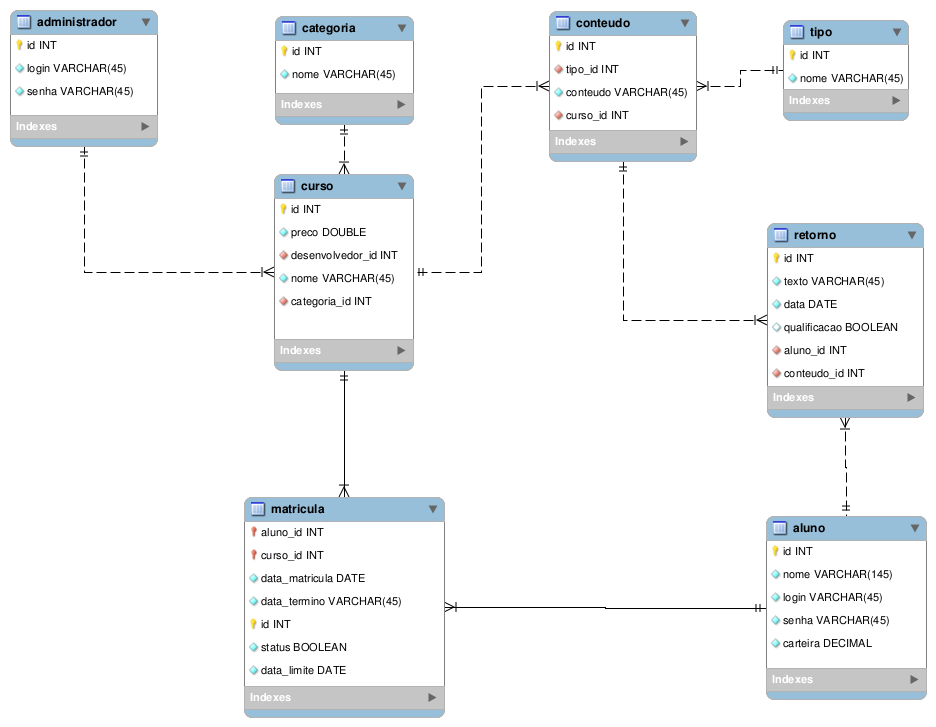 administrador
id INT
login VARCHAR(45)
senha VARCHAR(45)
Indexes
categoria
id INT
nome VARCHAR(45)
Indexes
conteudo
id INT
tipo_id INT
conteudo VARCHAR(45)
curso_id INT
Indexes
tipo
id INT
nome VARCHAR(45)
Indexes
curso
id INT
preco DOUBLE
desenvolvedor_id INT
nome VARCHAR(45)
categoria_id INT
Indexes
retorno
id INT
texto VARCHAR(45)
data DATE
qualificacao BOOLEAN
aluno_id INT
conteudo_id INT
Indexes
matricula
aluno_id INT
curso_id INT
data_matricula DATE
data_termino VARCHAR(45)
id INT
status BOOLEAN
data_limite DATE
Indexes
aluno
id INT
nome VARCHAR(145)
login VARCHAR(45)
senha VARCHAR(45)
carteira DECIMAL
Indexes